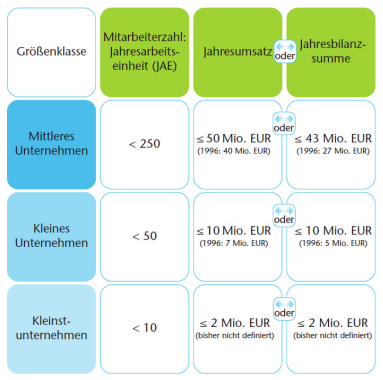 Größenklasse
Mitarbeiterzahl:
Jahresarbeits-
einheit (JAE)
Jahresumsatz
oder
Jahresbilanz-
summe
Mittleres
Unternehmen
< 250
≤ 50 Mio. EUR
(1996: 40 Mio. EUR)
oder
≤ 43 Mio. EUR
(1996: 27 Mio. EUR)
Kleines
Unternehmen
< 50
≤ 10 Mio. EUR
(1996: 7 Mio. EUR)
oder
≤ 10 Mio. EUR
(1996: 5 Mio. EUR)
Kleinst-
unternehmen
< 10
≤ 2 Mio. EUR
(bisher nicht definiert)
oder
≤ 2 Mio. EUR
(bisher nicht definiert)